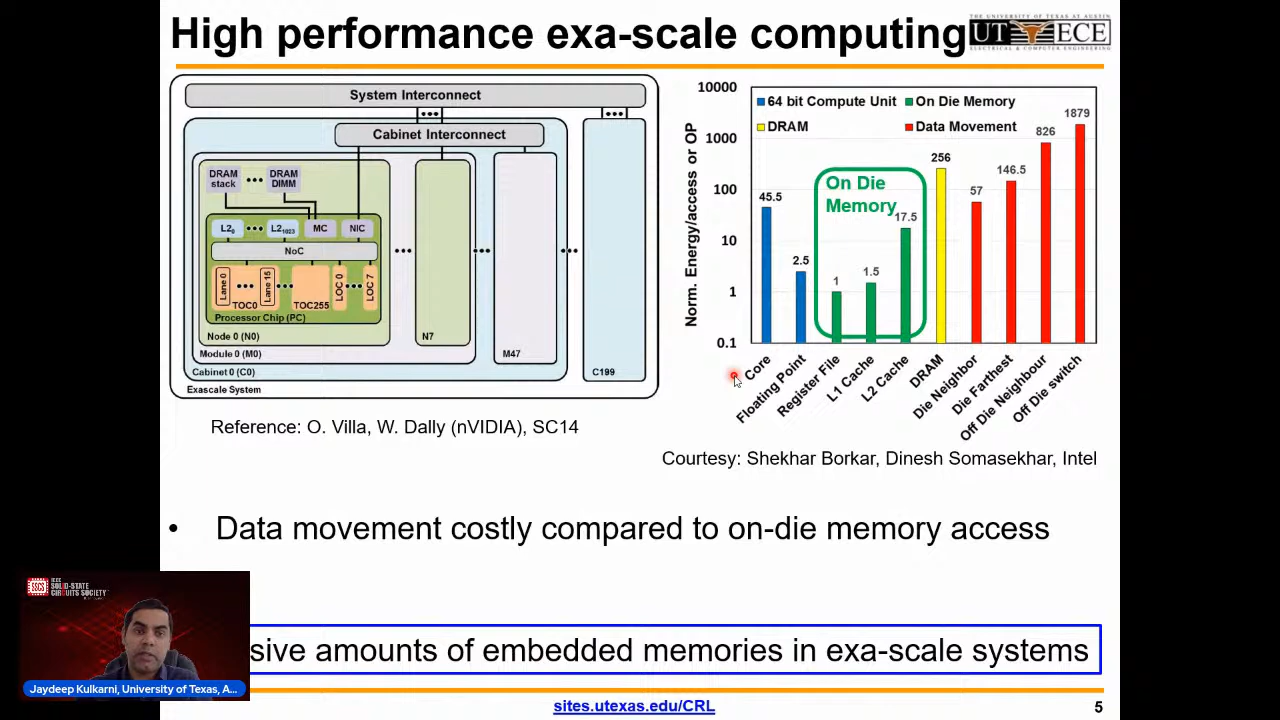 High performance exa-scale computing
THE UNIVERSITY OF TEXAS AT AUSTIN
UT ECE
ELECTRICAL & COMPUTER ENGINEERING
System Interconnect
•••
•••
Cabinet Interconnect
DRAM stack
•••
DRAM DIMM
L2₀
•••
L2₁₀₂₃
MC
NIC
NoC
Lane 0
•••
Lane 15
•••
LOC 0
•••
LOC 7
TOC0
TOC255
Processor Chip (PC)
Node 0 (N0)
•••
N7
Module 0 (M0)
•••
M47
Cabinet 0 (C0)
•••
C199
Exascale System
Reference: O. Villa, W. Dally (nVIDIA), SC14
Norm. Energy/access or OP
10000
1000
100
10
1
0.1
64 bit Compute Unit
On Die Memory
DRAM
Data Movement
On Die
Memory
45.5
2.5
1
1.5
17.5
256
57
146.5
826
1879
Core
Floating Point
Register File
L1 Cache
L2 Cache
DRAM
Die Neighbor
Die Farthest
Off Die Neighbour
Off Die switch
Courtesy: Shekhar Borkar, Dinesh Somasekhar, Intel
• Data movement costly compared to on-die memory access
sive amounts of embedded memories in exa-scale systems
IEEE
SSCS
SOLID-STATE
CIRCUITS SOCIETY
Jaydeep Kulkarni, University of Texas, A...
sites.utexas.edu/CRL
5